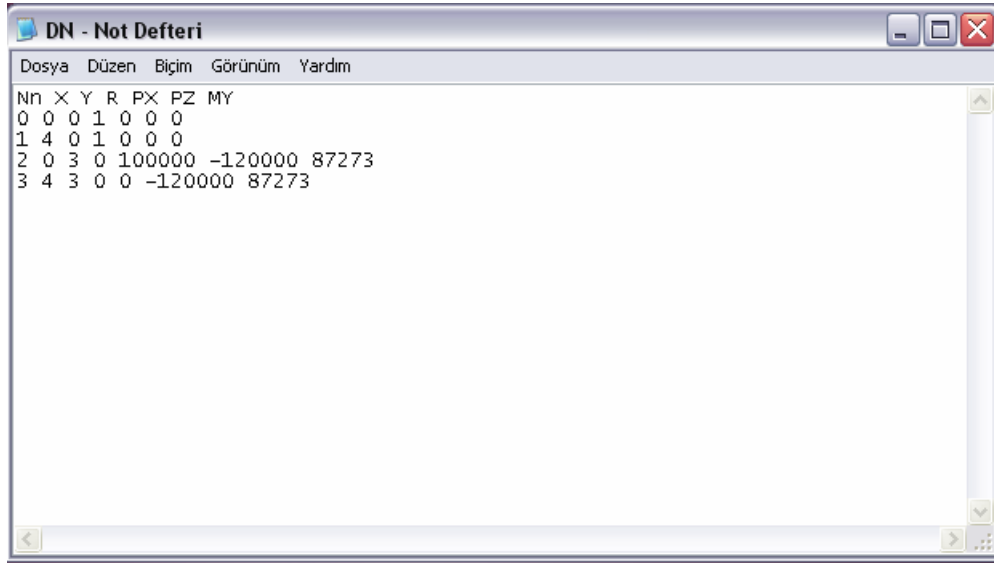 DN - Not Defteri
Dosya Düzen Biçim Görünüm Yardım
Nn X Y R PX PZ MY
0 0 0 1 0 0 0
1 4 0 1 0 0 0
2 0 3 0 100000 -120000 87273
3 4 3 0 0 -120000 87273